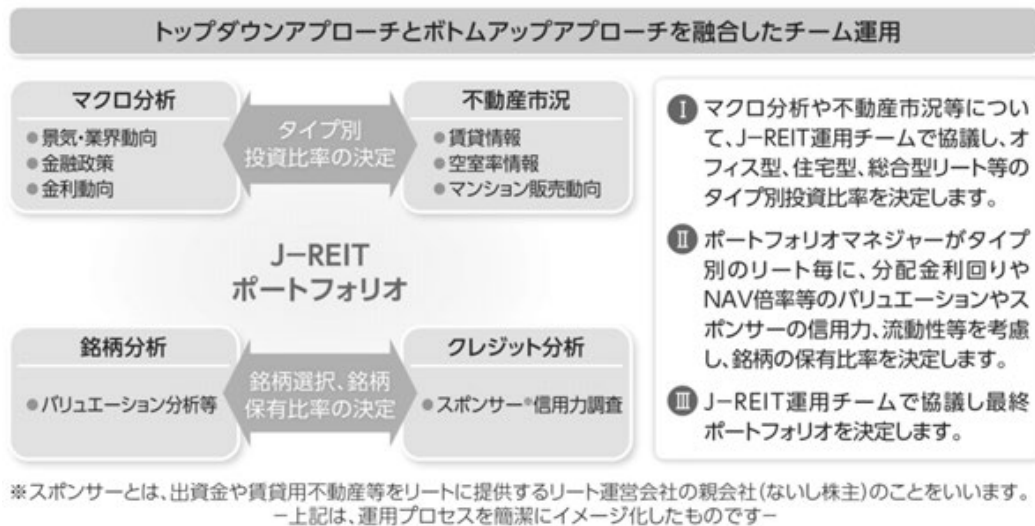 トップダウンアプローチとボトムアップアプローチを融合したチーム運用
マクロ分析
●景気・業界動向
●金融政策
●金利動向
タイプ別
投資比率の決定
不動産市況
●賃貸情報
●空室率情報
●マンション販売動向
J-REIT
ポートフォリオ
銘柄分析
●バリュエーション分析等
銘柄選択、銘柄
保有比率の決定
クレジット分析
●スポンサー※信用力調査
Ⅰ マクロ分析や不動産市況等につい
て、J-REIT運用チームで協議し、オ
フィス型、住宅型、総合型リート等の
タイプ別投資比率を決定します。
Ⅱ ポートフォリオマネジャーがタイプ
別のリート毎に、分配金利回りや
NAV倍率等のバリュエーションやス
ポンサーの信用力、流動性等を考慮
し、銘柄の保有比率を決定します。
Ⅲ J-REIT運用チームで協議し最終
ポートフォリオを決定します。
※スポンサーとは、出資金や賃貸用不動産等をリートに提供するリート運営会社の親会社(ないし株主)のことをいいます。
-上記は、運用プロセスを簡潔にイメージ化したものです-